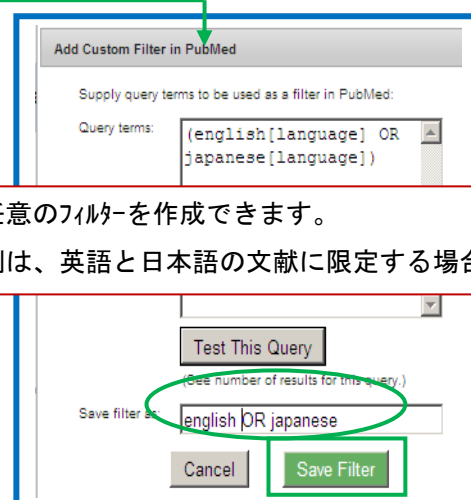 Add Custom Filter in PubMed
Supply query terms to be used as a filter in PubMed:
Query terms:
(english[language] OR
japanese[language])
任意のﾌｨﾙﾀｰを作成できます。
例は、英語と日本語の文献に限定する場合
Test This Query
(See number of results for this query.)
Save filter as:
english OR japanese
Cancel
Save Filter